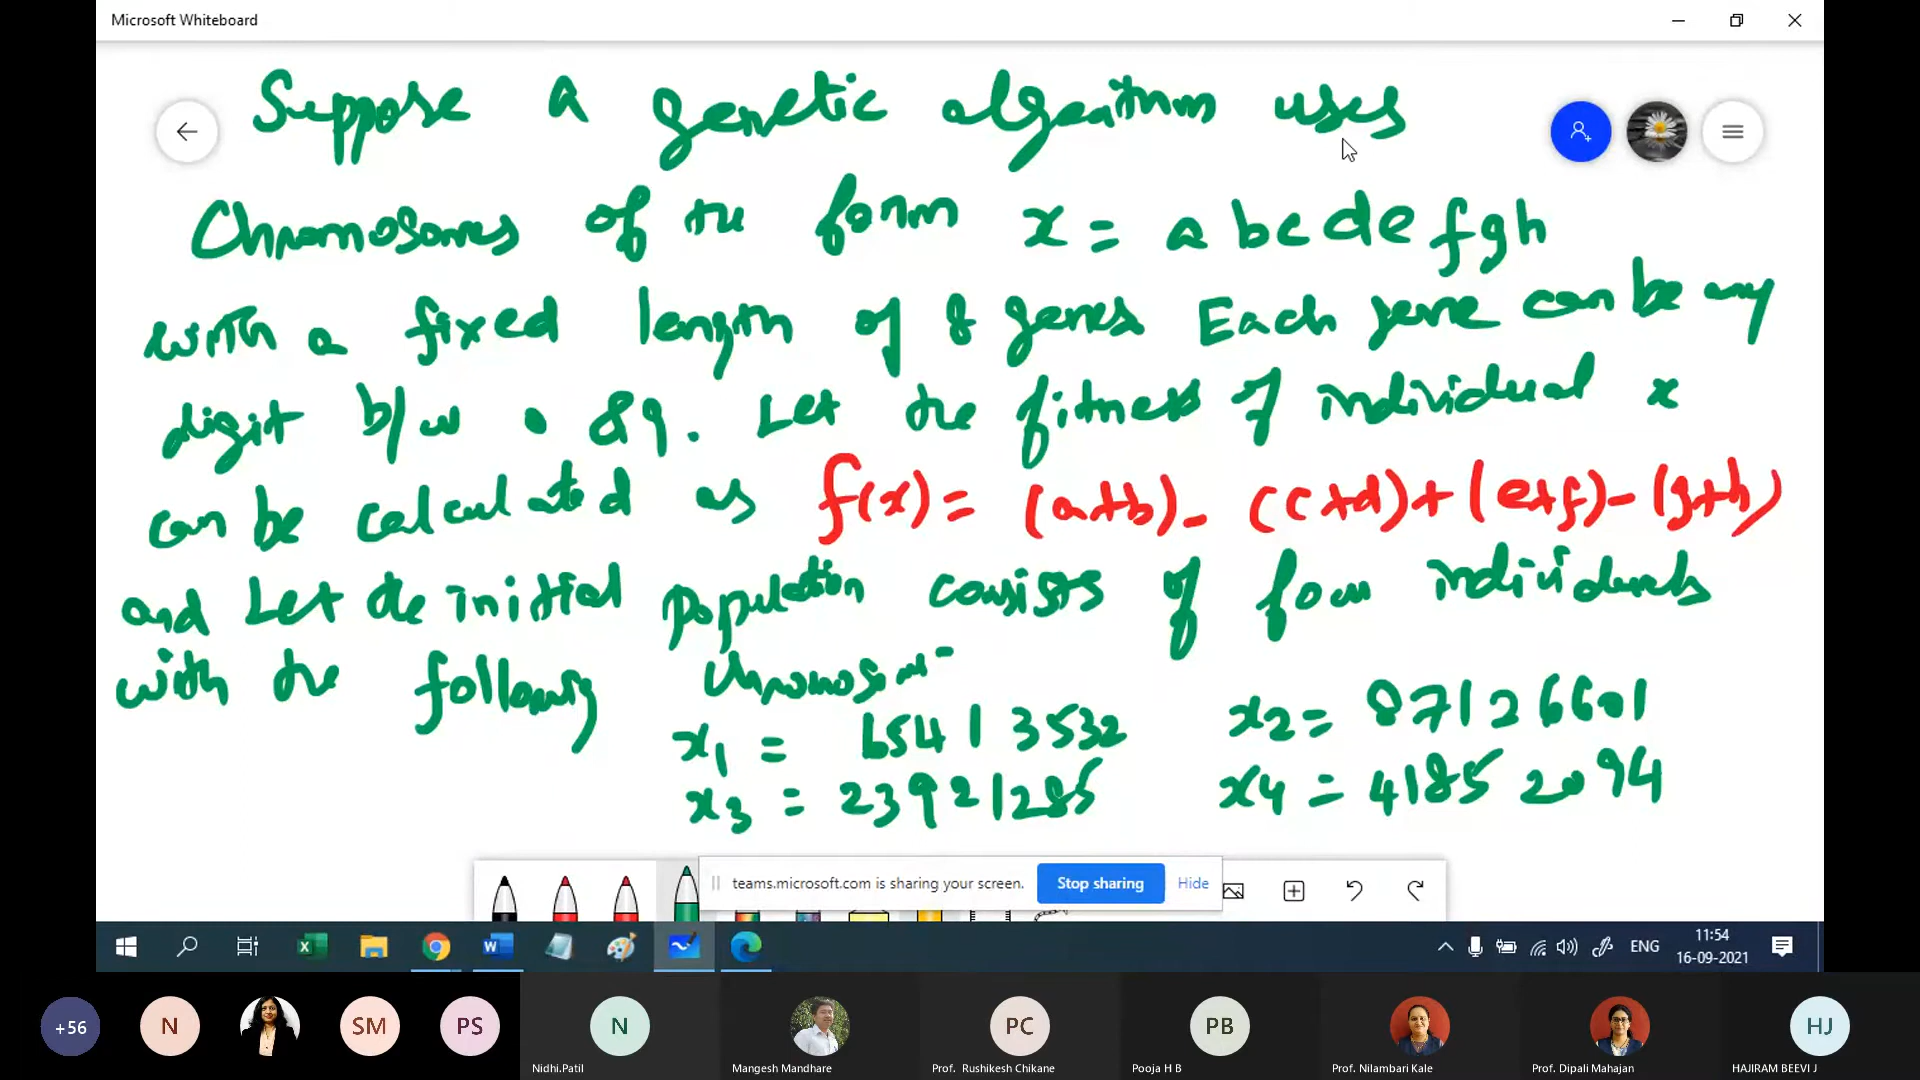 Microsoft Whiteboard
Suppose a genetic algorithm uses
Chromosomes of the form x = a b c d e f g h
with a fixed length of 8 genes Each gene can be any
digit b/w 0 & 9. Let the fitness of individual x
can be calculated as f(x) = (a+b) - (c+d) + (e+f) - (g+h)
and Let the initial population consists of four individuals
with the following chromosomes
x1 = 65413532 x2 = 87126601
x3 = 23921285 x4 = 41852094
teams.microsoft.com is sharing your screen. Stop sharing Hide
ENG
11:54
16-09-2021
+56 N SM PS N PC PB HJ
Nidhi.Patil Mangesh Mandhare Prof. Rushikesh Chikane Pooja H B Prof. Nilambari Kale Prof. Dipali Mahajan HAJIRAM BEEVI J